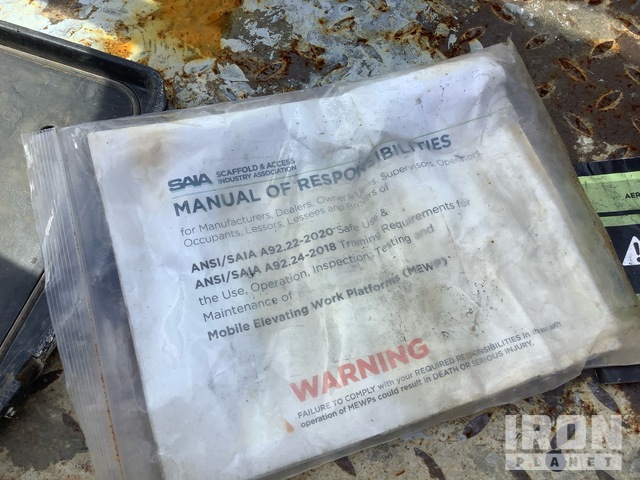 SAIA SCAFFOLD & ACCESS
INDUSTRY ASSOCIATION
MANUAL OF RESPONSIBILITIES
for Manufacturers, Dealers, Owners, Users, Supervisors, Operators,
Occupants, Lessors, Lessees and Brokers of
ANSI/SAIA A92.22-2020 Safe Use &
ANSI/SAIA A92.24-2018 Training Requirements for
the Use, Operation, Inspection, Testing and
Maintenance of
Mobile Elevating Work Platforms (MEWP)
WARNING
FAILURE TO COMPLY with your REQUIRED RESPONSIBILITIES in the
operation of MEWPs could result in DEATH OR SERIOUS INJURY.
AER
IRON
PLANET